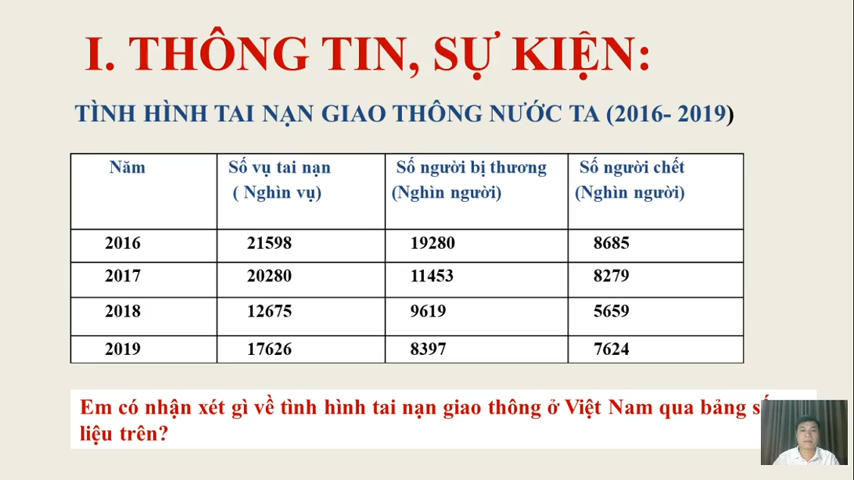 I. THÔNG TIN, SỰ KIỆN:
TÌNH HÌNH TAI NẠN GIAO THÔNG NƯỚC TA (2016- 2019)
Năm Số vụ tai nạn Số người bị thương Số người chết
( Nghìn vụ) (Nghìn người) (Nghìn người)
2016 21598 19280 8685
2017 20280 11453 8279
2018 12675 9619 5659
2019 17626 8397 7624
Em có nhận xét gì về tình hình tai nạn giao thông ở Việt Nam qua bảng
liệu trên?